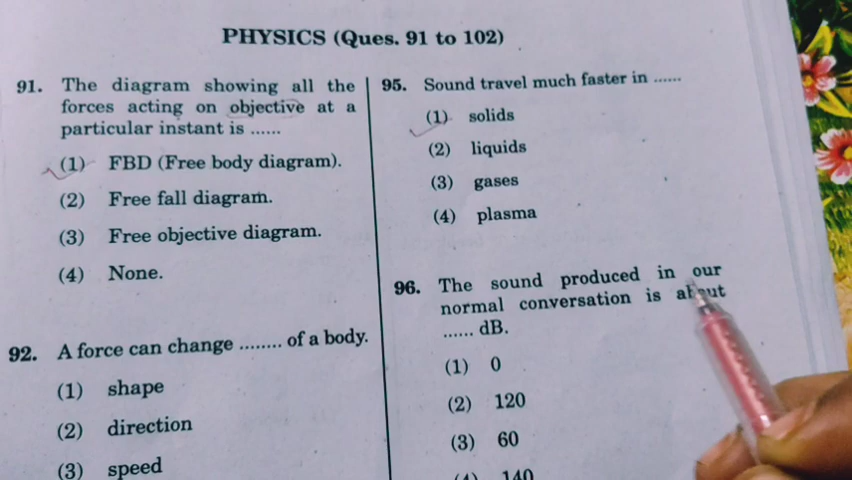 PHYSICS (Ques. 91 to 102)
91. The diagram showing all the
forces acting on objective at a
particular instant is ......
(1) FBD (Free body diagram).
(2) Free fall diagram.
(3) Free objective diagram.
(4) None.
92. A force can change ........ of a body.
(1) shape
(2) direction
(3) speed
95. Sound travel much faster in ......
(1) solids
(2) liquids
(3) gases
(4) plasma
96. The sound produced in our
normal conversation is about
...... dB.
(1) 0
(2) 120
(3) 60
(4) 140